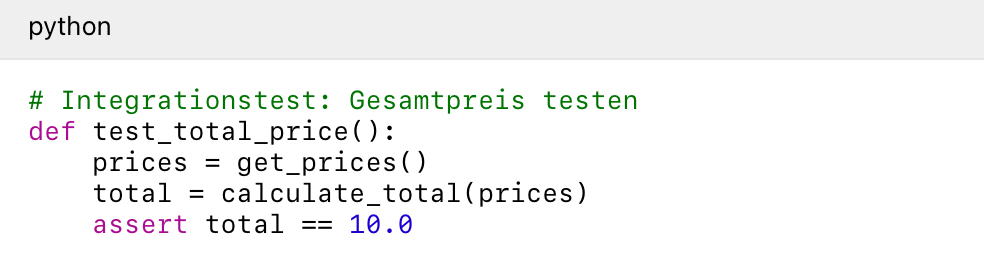 python
# Integrationstest: Gesamtpreis testen
def test_total_price():
    prices = get_prices()
    total = calculate_total(prices)
    assert total == 10.0